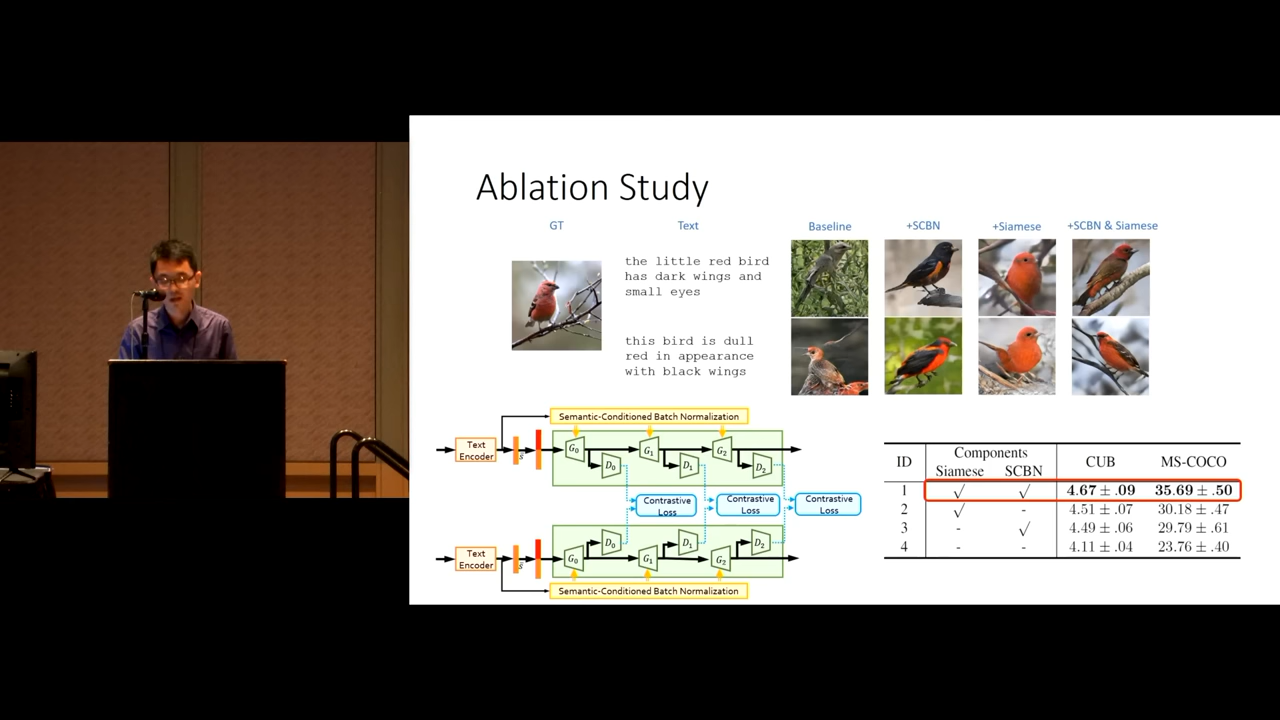 Ablation Study
GT
Text
Baseline
+SCBN
+Siamese
+SCBN & Siamese
the little red bird
has dark wings and
small eyes
this bird is dull
red in appearance
with black wings
Semantic-Conditioned Batch Normalization
Text
Encoder
s
G0
G1
G2
D0
D1
D2
Contrastive
Loss
Contrastive
Loss
Contrastive
Loss
Text
Encoder
s
D0
D1
D2
G0
G1
G2
Semantic-Conditioned Batch Normalization
ID Components CUB MS-COCO
Siamese SCBN
1 √ √ 4.67 ± .09 35.69 ± .50
2 √ - 4.51 ± .07 30.18 ± .47
3 - √ 4.49 ± .06 29.79 ± .61
4 - - 4.11 ± .04 23.76 ± .40